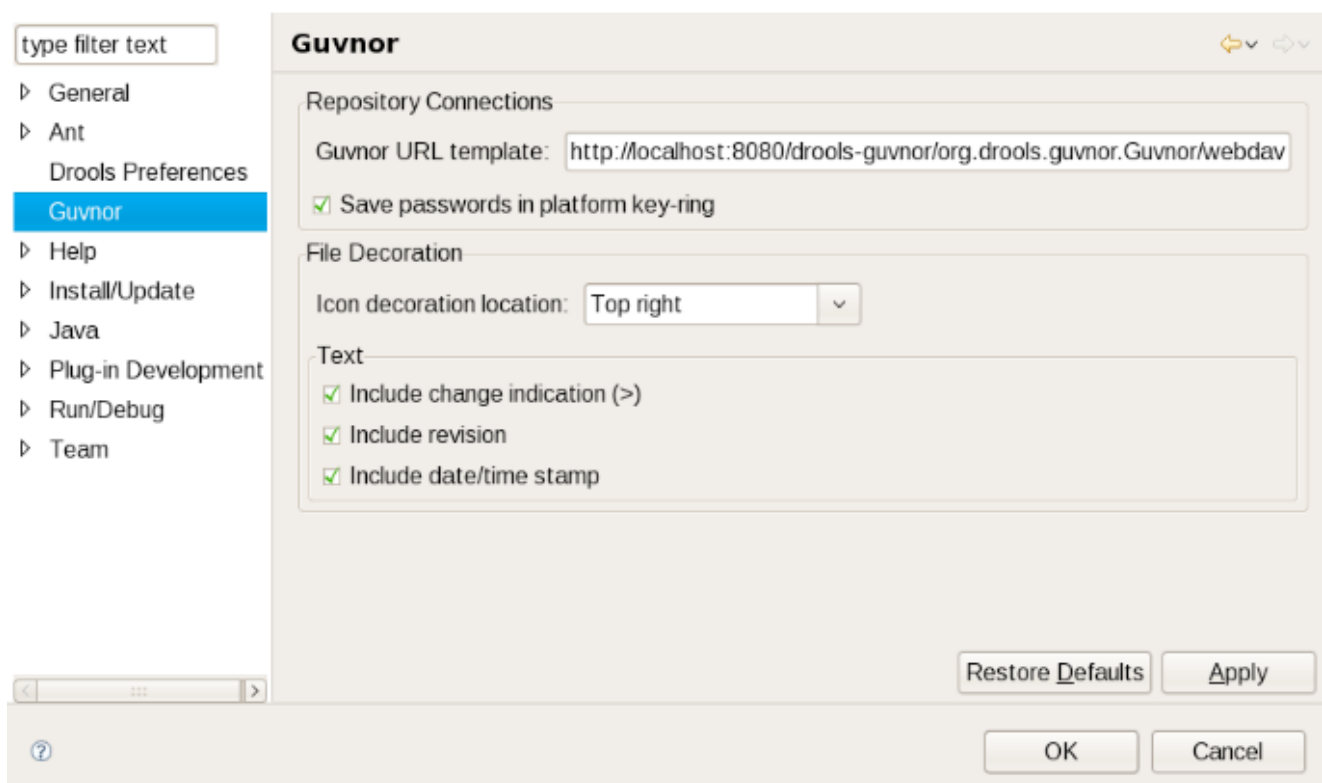 type filter text
General
Ant
Drools Preferences
Guvnor
Help
Install/Update
Java
Plug-in Development
Run/Debug
Team
Guvnor
Repository Connections
Guvnor URL template: http://localhost:8080/drools-guvnor/org.drools.guvnor.Guvnor/webdav
Save passwords in platform key-ring
File Decoration
Icon decoration location: Top right
Text
Include change indication (>)
Include revision
Include date/time stamp
Restore Defaults Apply
? OK Cancel